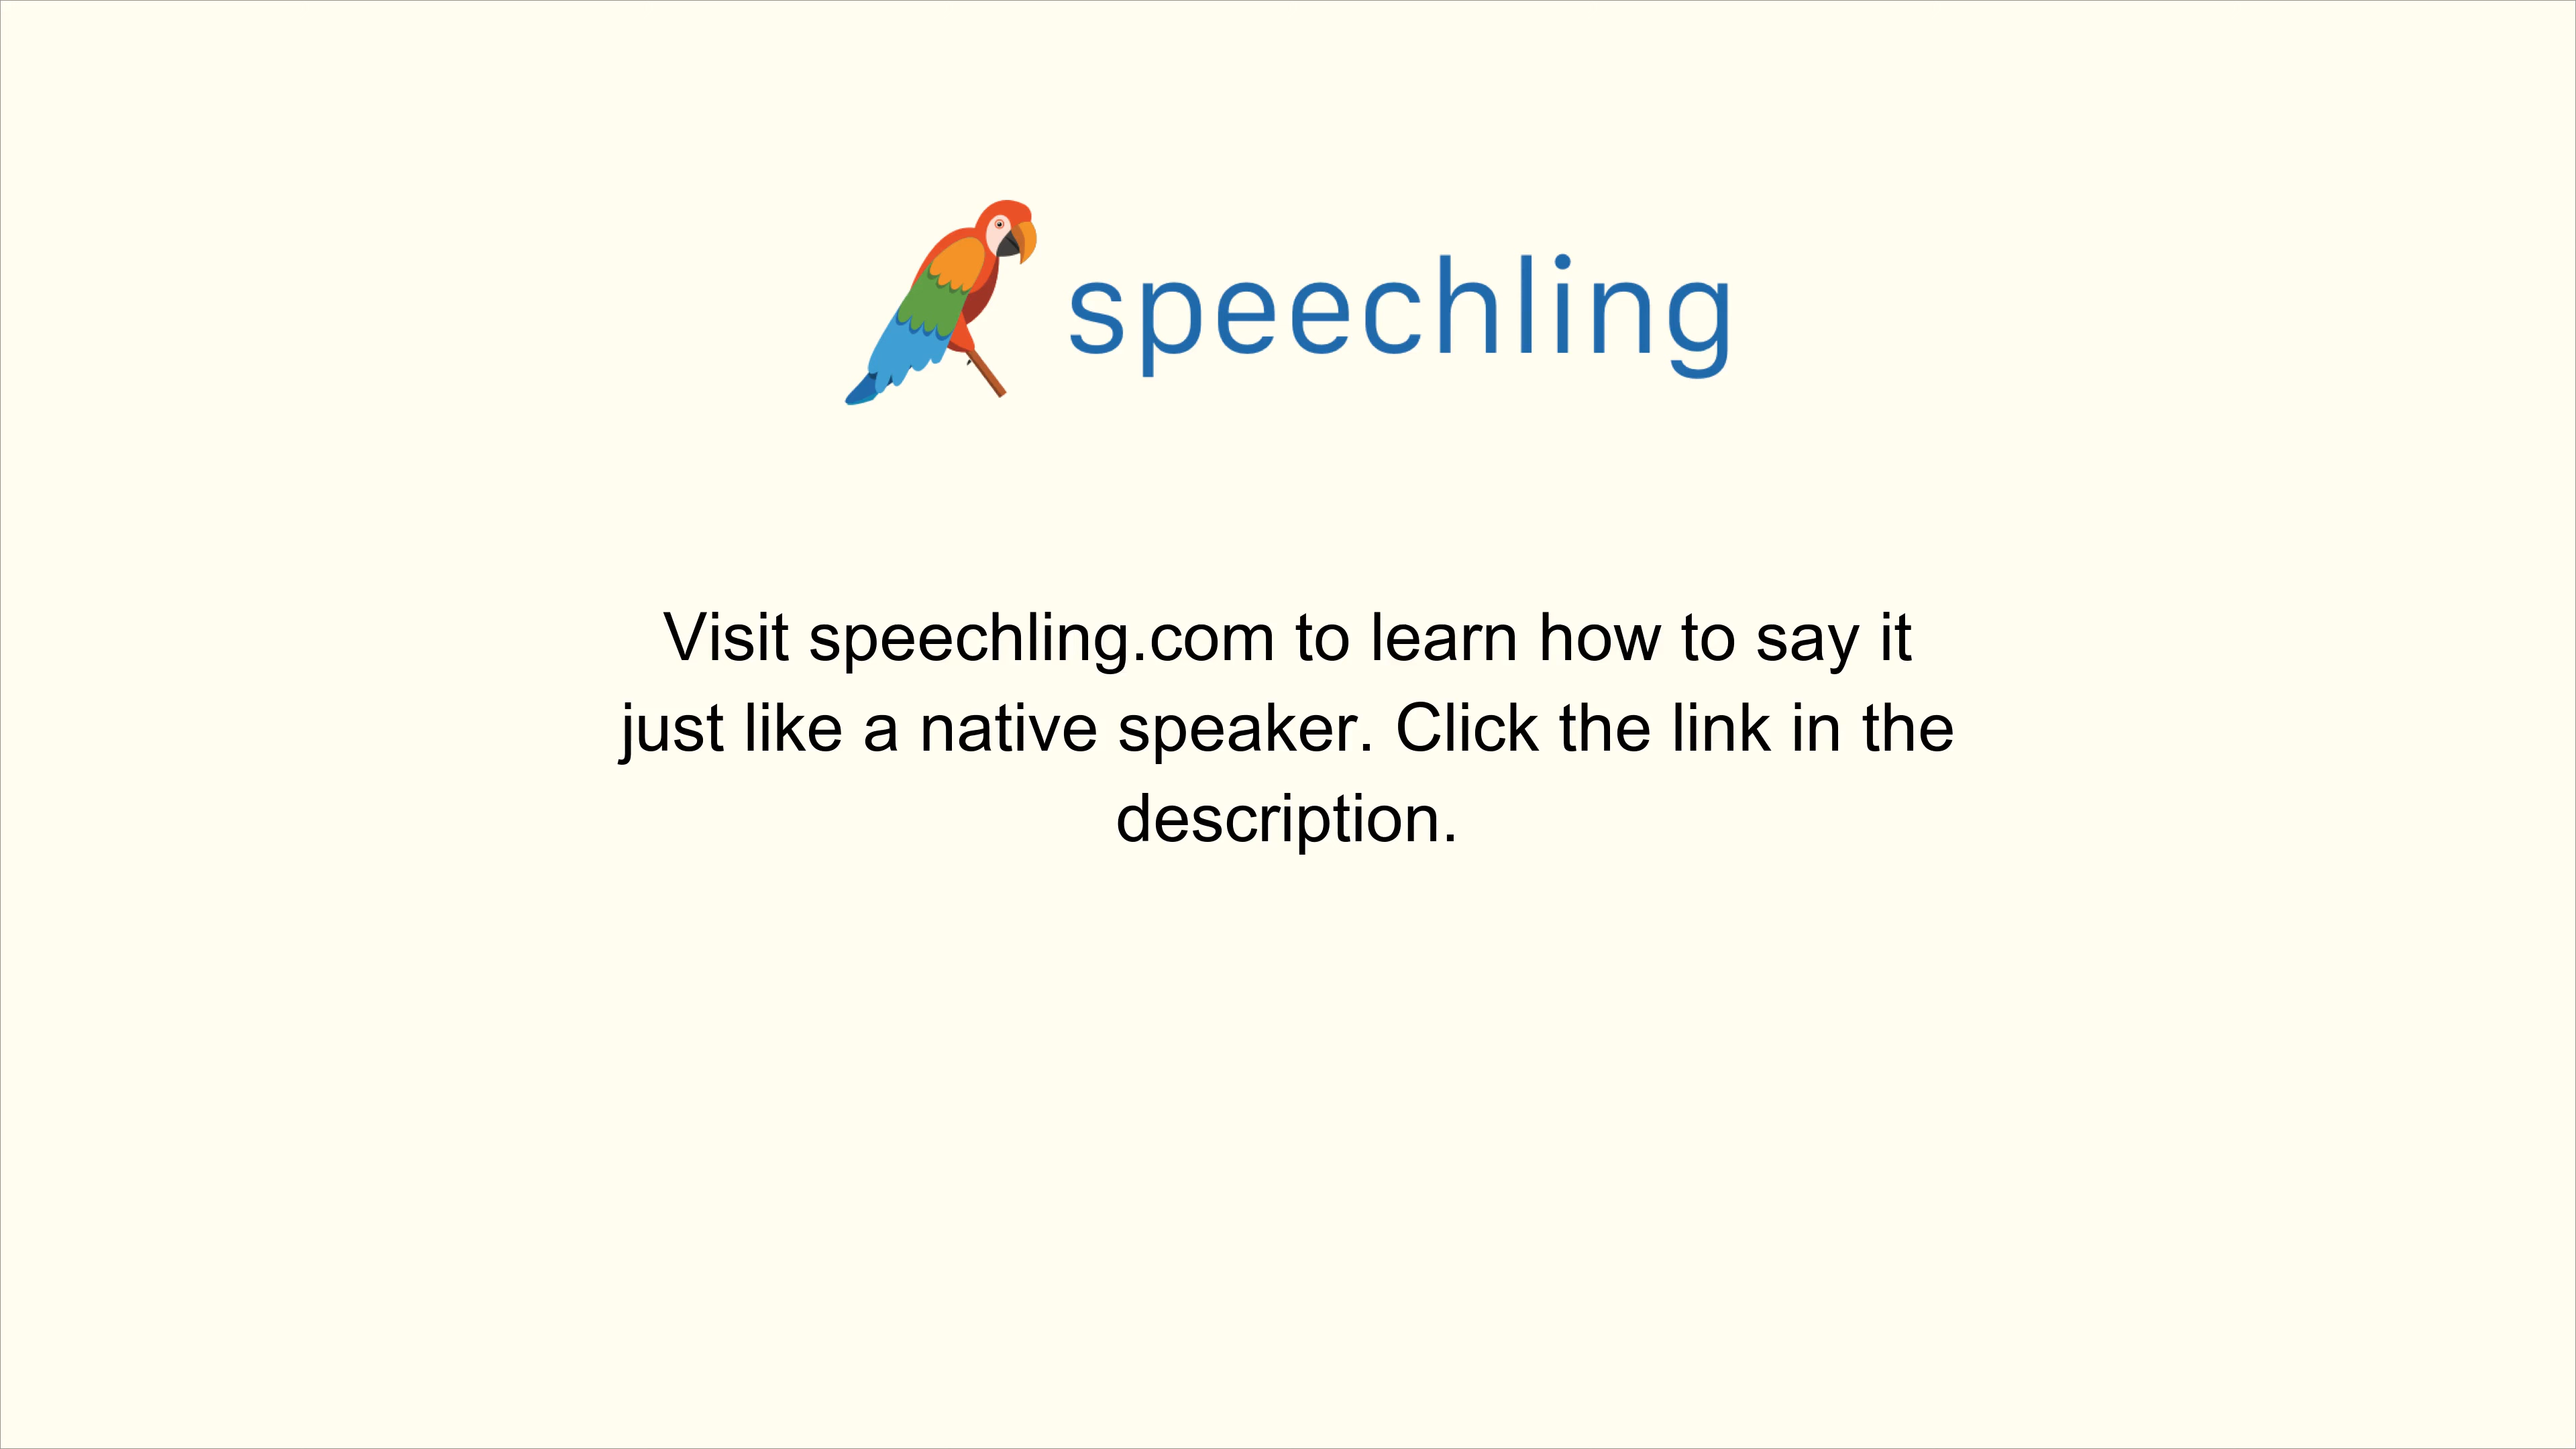 speechling
Visit speechling.com to learn how to say it
just like a native speaker. Click the link in the
description.